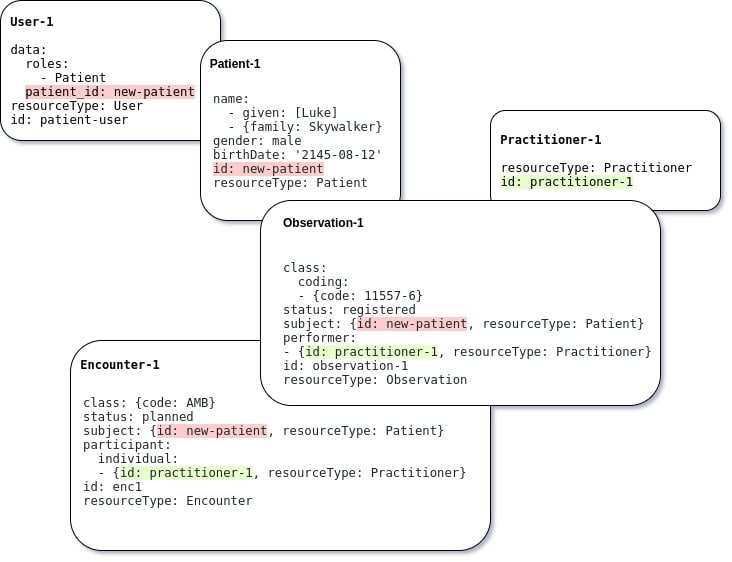 User-1
data:
  roles:
    - Patient
  patient_id: new-patient
resourceType: User
id: patient-user
Patient-1
name:
  - given: [Luke]
  - {family: Skywalker}
gender: male
birthDate: '2145-08-12'
id: new-patient
resourceType: Patient
Practitioner-1
resourceType: Practitioner
id: practitioner-1
Observation-1
class:
  coding:
  - {code: 11557-6}
status: registered
subject: {id: new-patient, resourceType: Patient}
performer:
- {id: practitioner-1, resourceType: Practitioner}
id: observation-1
resourceType: Observation
Encounter-1
class: {code: AMB}
status: planned
subject: {id: new-patient, resourceType: Patient}
participant:
  individual:
  - {id: practitioner-1, resourceType: Practitioner}
id: enc1
resourceType: Encounter